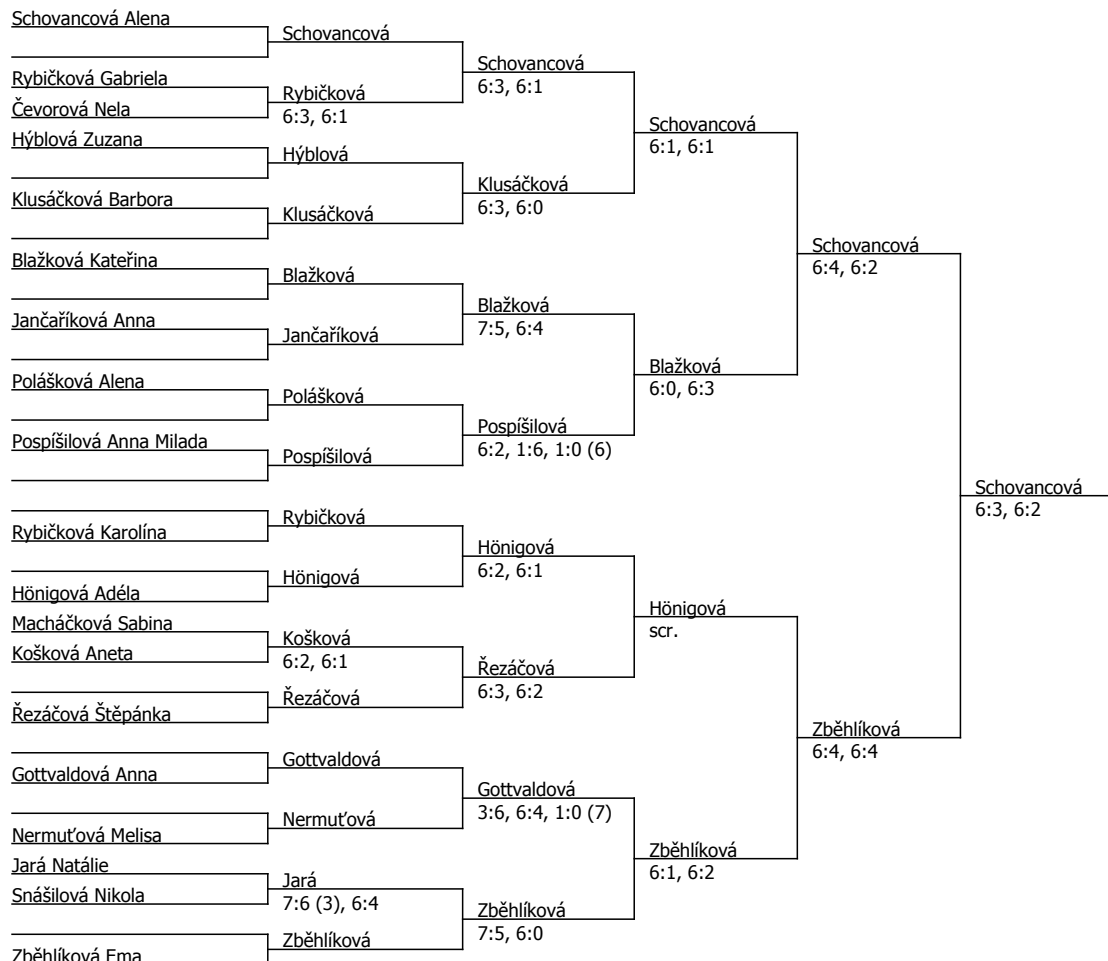 Schovancová Alena
Rybičková Gabriela
Čevorová Nela
Hýblová Zuzana
Klusáčková Barbora
Blažková Kateřina
Jančaříková Anna
Polášková Alena
Pospíšilová Anna Milada
Rybičková Karolína
Hönigová Adéla
Macháčková Sabina
Košková Aneta
Řezáčová Štěpánka
Gottvaldová Anna
Nermuťová Melisa
Jará Natálie
Snášilová Nikola
Zběhlíková Ema
Schovancová
Rybičková
6:3, 6:1
Hýblová
Klusáčková
Blažková
Jančaříková
Polášková
Pospíšilová
Rybičková
Hönigová
Košková
6:2, 6:1
Řezáčová
Gottvaldová
Nermuťová
Jará
7:6 (3), 6:4
Zběhlíková
Schovancová
6:3, 6:1
Klusáčková
6:3, 6:0
Blažková
7:5, 6:4
Pospíšilová
6:2, 1:6, 1:0 (6)
Hönigová
6:2, 6:1
Řezáčová
6:3, 6:2
Gottvaldová
3:6, 6:4, 1:0 (7)
Zběhlíková
7:5, 6:0
Schovancová
6:1, 6:1
Blažková
6:0, 6:3
Hönigová
scr.
Zběhlíková
6:1, 6:2
Schovancová
6:4, 6:2
Zběhlíková
6:4, 6:4
Schovancová
6:3, 6:2